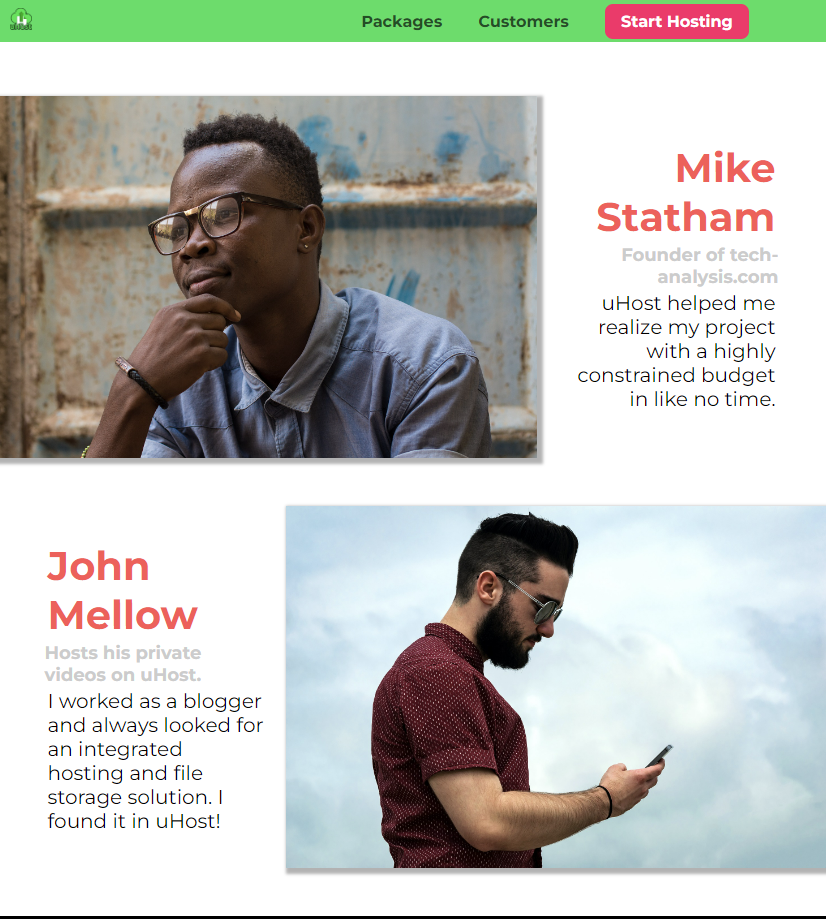 uHost
Packages
Customers
Start Hosting
Mike
Statham
Founder of tech-
analysis.com
uHost helped me
realize my project
with a highly
constrained budget
in like no time.
John
Mellow
Hosts his private
videos on uHost.
I worked as a blogger
and always looked for
an integrated
hosting and file
storage solution. I
found it in uHost!